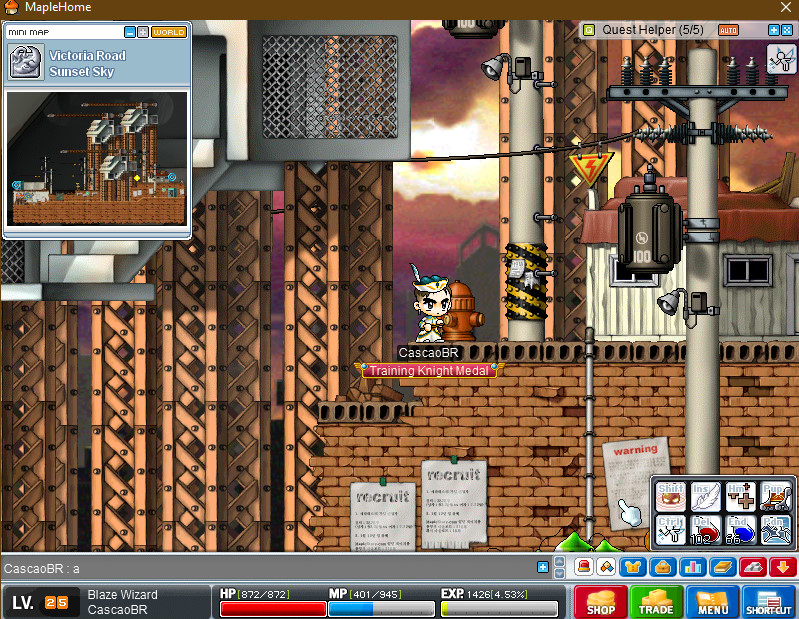 MapleHome
MINI MAP
WORLD
Victoria Road
Sunset Sky
Quest Helper (5/5)
AUTO
100
CascaoBR
Training Knight Medal
recruit
recruit
warning
Shift
Ins
Hm
Pup
Ctrl
Del
End
Pdn
102
86
CascaoBR : a
LV. 25
Blaze Wizard
CascaoBR
HP[872/872]
MP[401/945]
EXP. 1426[4.53%]
SHOP
TRADE
MENU
SHORT-CUT